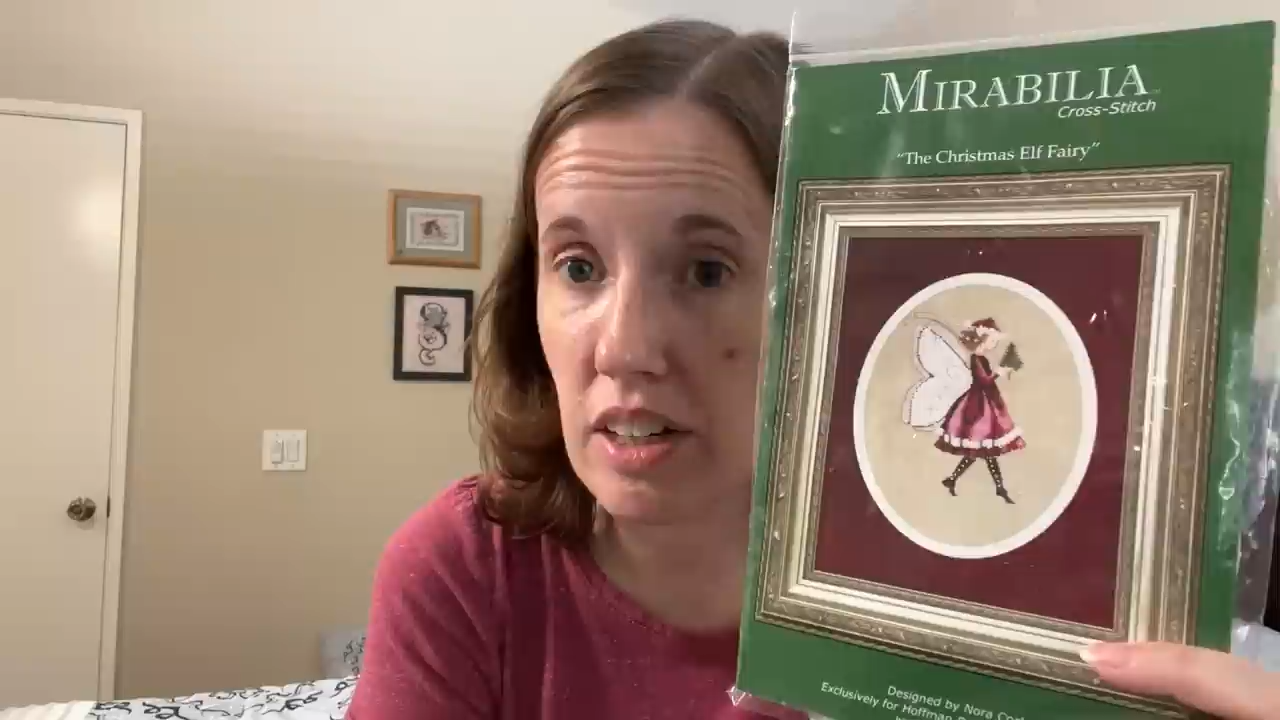 MIRABILIA
Cross-Stitch
"The Christmas Elf Fairy"
Designed by Nora
Exclusively for Hoffman